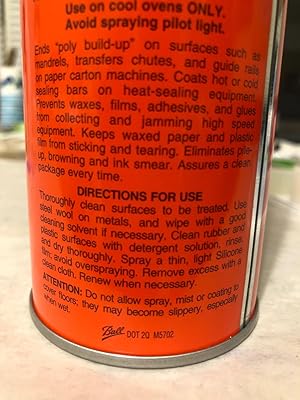 Use on cool ovens ONLY.
Avoid spraying pilot light.
Ends "poly build-up" on surfaces such as
mandrels, transfers chutes, and guide rails
on paper carton machines. Coats hot or cold
sealing bars on heat-sealing equipment.
Prevents waxes, films, adhesives, and glues
from collecting and jamming high speed
equipment. Keeps waxed paper and plastic
film from sticking and tearing. Eliminates pile-
up, browning and ink smear. Assures a clean
package every time.
DIRECTIONS FOR USE
Thoroughly clean surfaces to be treated. Use
steel wool on metals, and wipe with a good
cleaning solvent if necessary. Clean rubber and
plastic surfaces with detergent solution, rinse,
and dry thoroughly. Spray a thin, light Silicone
film; avoid overspraying. Remove excess with a
clean cloth. Renew when necessary.
ATTENTION: Do not allow spray, mist or coating to
cover floors; they may become slippery, especially
when wet.
Ball DOT 2Q M5702